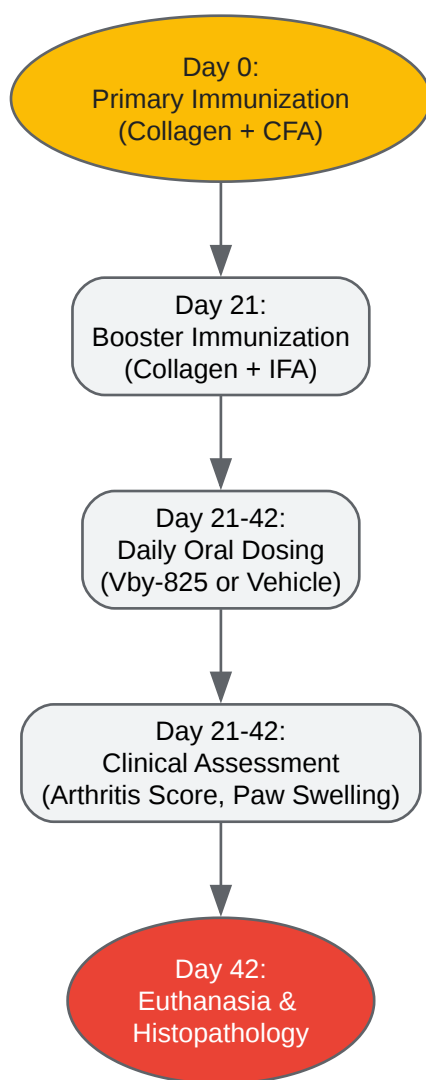 Day 0:
Primary Immunization
(Collagen + CFA)
Day 21:
Booster Immunization
(Collagen + IFA)
Day 21-42:
Daily Oral Dosing
(Vby-825 or Vehicle)
Day 21-42:
Clinical Assessment
(Arthritis Score, Paw Swelling)
Day 42:
Euthanasia &
Histopathology